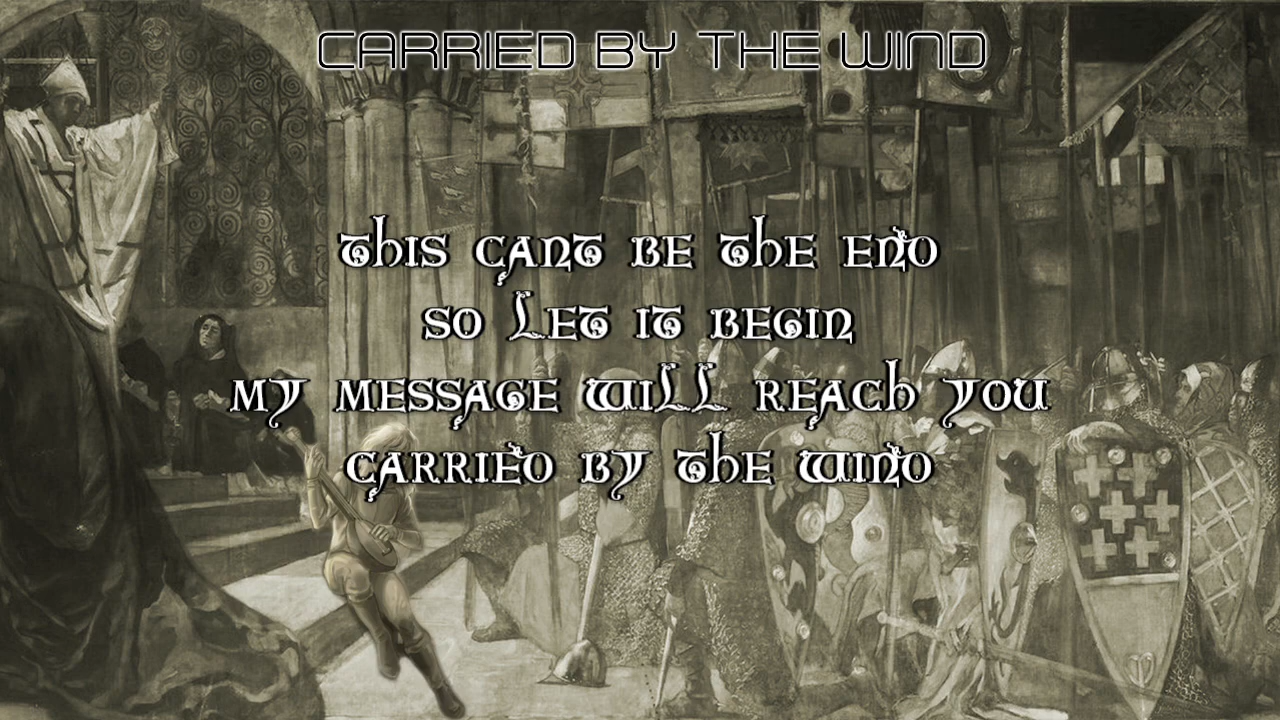 CARRIED BY THE WIND
This cant be the end
so Let it begin
my message wiLL reach you
carried by the wind